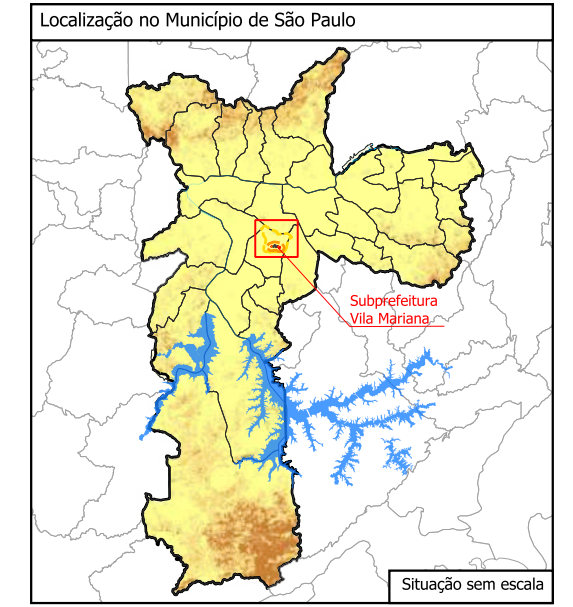 Localização no Município de São Paulo
Subprefeitura
Vila Mariana
Situação sem escala